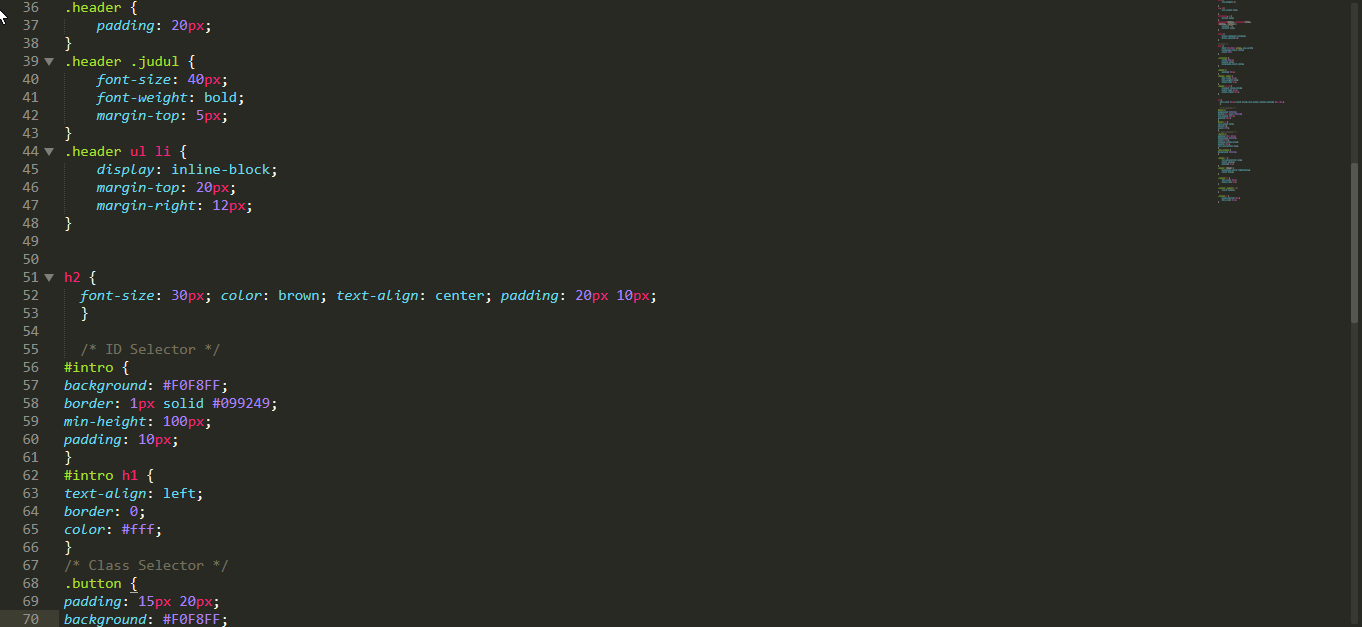 36 .header {
37 padding: 20px;
38 }
39 .header .judul {
40 font-size: 40px;
41 font-weight: bold;
42 margin-top: 5px;
43 }
44 .header ul li {
45 display: inline-block;
46 margin-top: 20px;
47 margin-right: 12px;
48 }
49
50
51 h2 {
52 font-size: 30px; color: brown; text-align: center; padding: 20px 10px;
53 }
54
55 /* ID Selector */
56 #intro {
57 background: #F0F8FF;
58 border: 1px solid #099249;
59 min-height: 100px;
60 padding: 10px;
61 }
62 #intro h1 {
63 text-align: left;
64 border: 0;
65 color: #fff;
66 }
67 /* Class Selector */
68 .button {
69 padding: 15px 20px;
70 background: #F0F8FF;